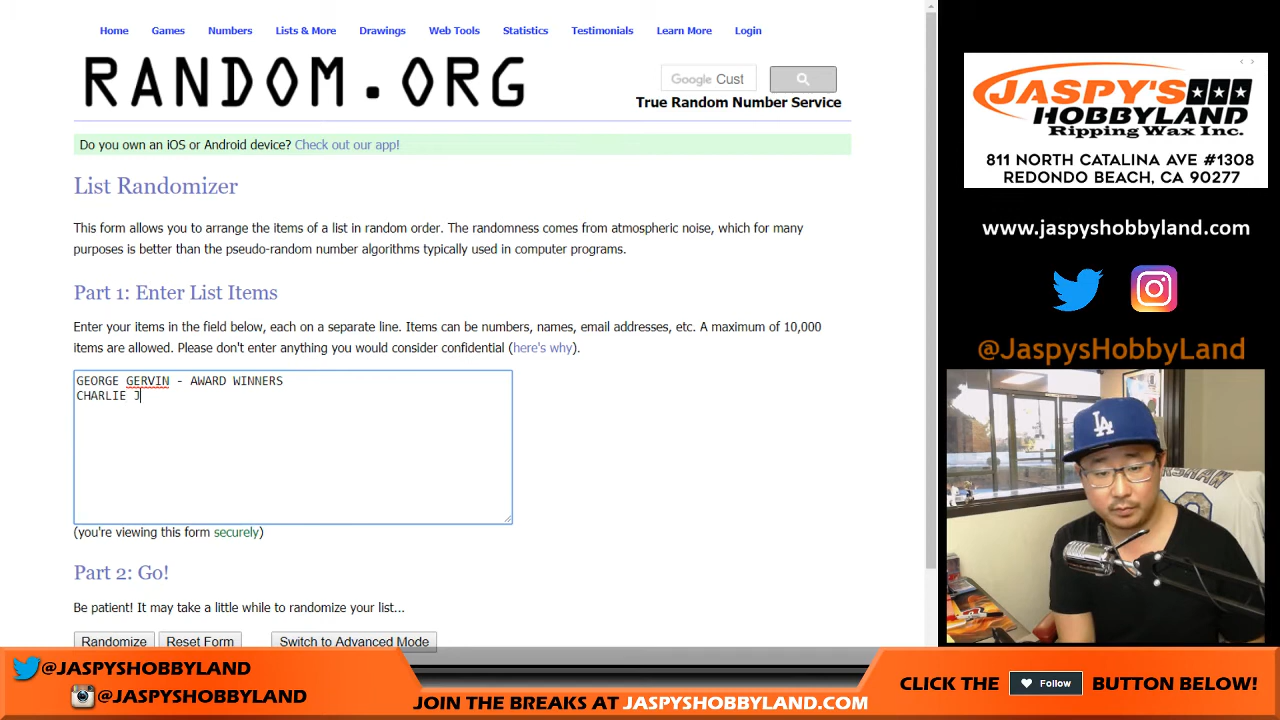 Home Games Numbers Lists & More Drawings Web Tools Statistics Testimonials Learn More Login
RANDOM.ORG
Google Cust
True Random Number Service
Do you own an iOS or Android device? Check out our app!
List Randomizer
This form allows you to arrange the items of a list in random order. The randomness comes from atmospheric noise, which for many
purposes is better than the pseudo-random number algorithms typically used in computer programs.
Part 1: Enter List Items
Enter your items in the field below, each on a separate line. Items can be numbers, names, email addresses, etc. A maximum of 10,000
items are allowed. Please don't enter anything you would consider confidential (here's why).
GEORGE GERVIN - AWARD WINNERS
CHARLIE J
(you're viewing this form securely)
Part 2: Go!
Be patient! It may take a little while to randomize your list...
Randomize Reset Form Switch to Advanced Mode
JASPY'S
HOBBYLAND
Ripping Wax Inc.
811 NORTH CATALINA AVE #1308
REDONDO BEACH, CA 90277
www.jaspyshobbyland.com
@JaspysHobbyLand
LA
@JASPYSHOBBYLAND
@JASPYSHOBBYLAND
JOIN THE BREAKS AT JASPYSHOBBYLAND.COM
CLICK THE Follow BUTTON BELOW!